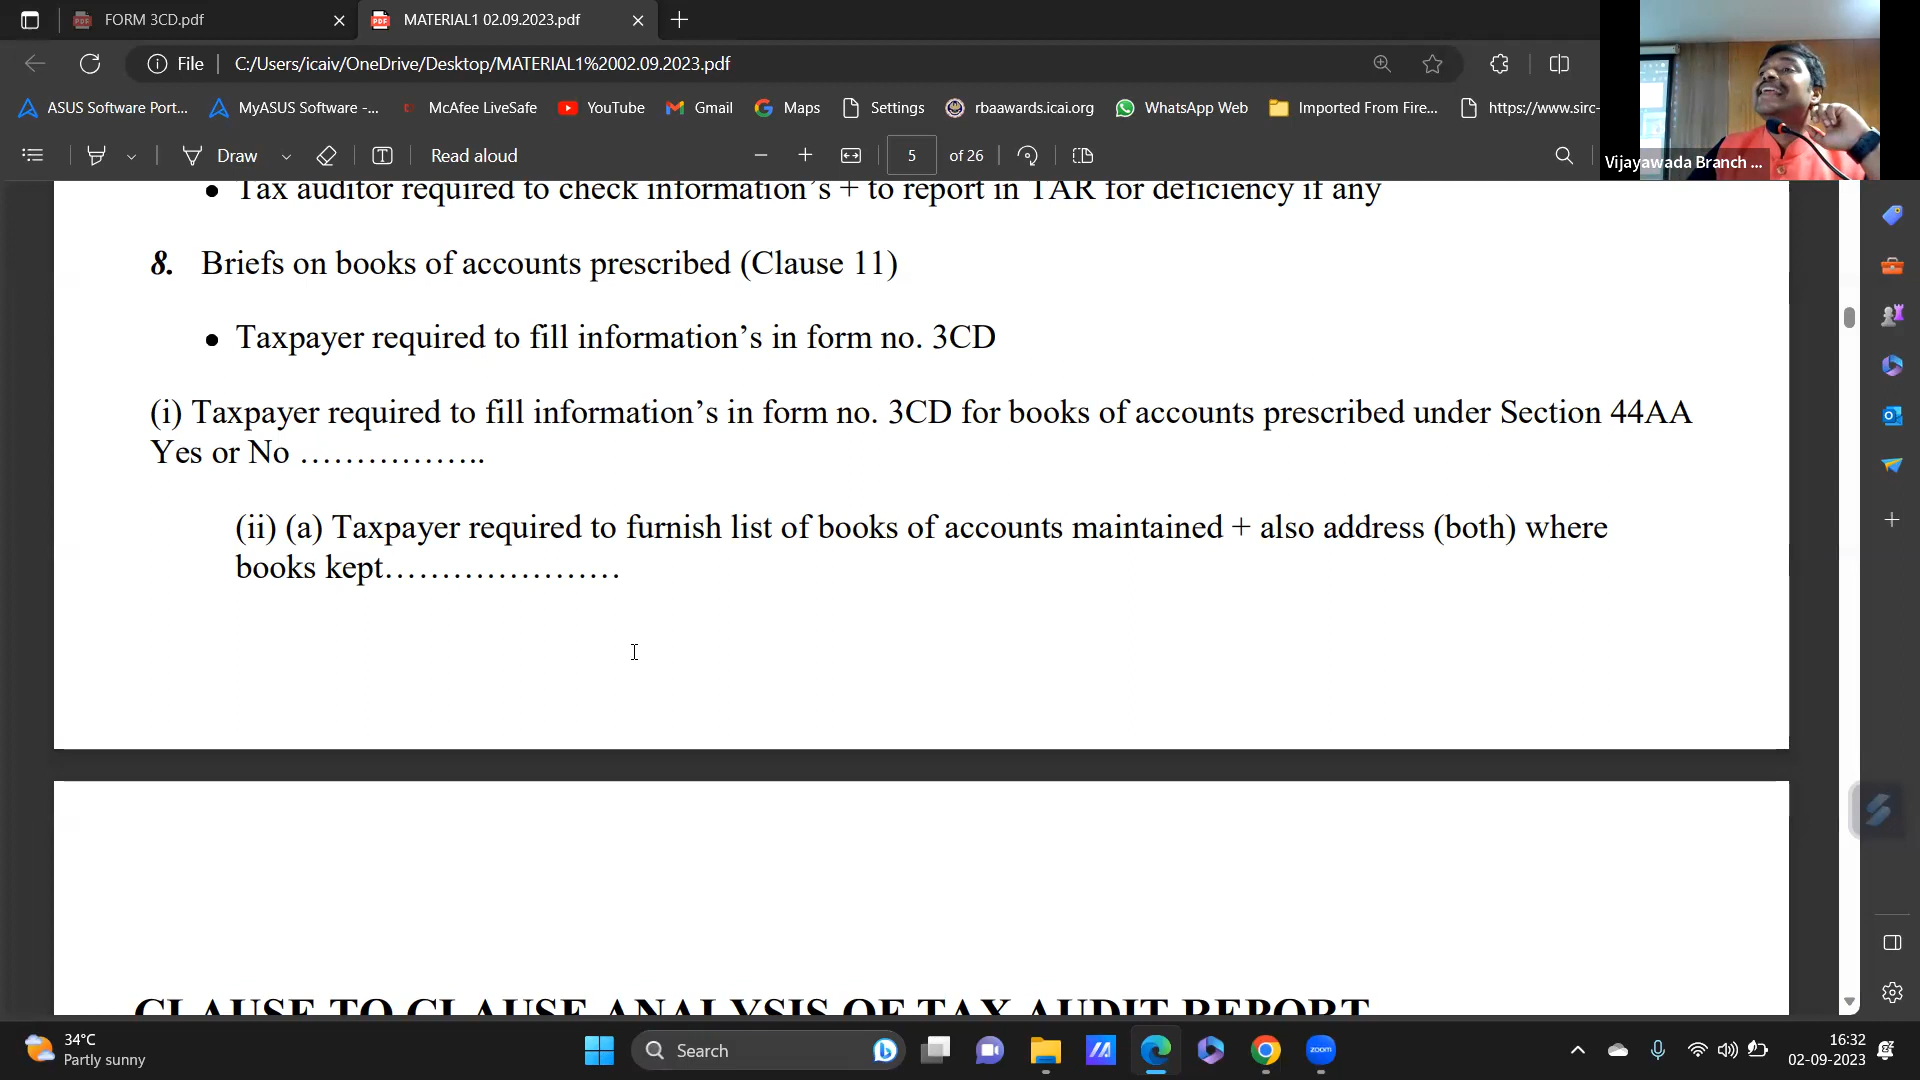 FORM 3CD.pdf
MATERIAL1 02.09.2023.pdf
File
C:/Users/icaiv/OneDrive/Desktop/MATERIAL1%2002.09.2023.pdf
ASUS Software Port...
MyASUS Software -...
McAfee LiveSafe
YouTube
Gmail
Maps
Settings
rbaawards.icai.org
WhatsApp Web
Imported From Fire...
https://www.sirc-
Draw
Read aloud
5 of 26
Vijayawada Branch ...
• Tax auditor required to check information's + to report in TAR for deficiency if any
8. Briefs on books of accounts prescribed (Clause 11)
• Taxpayer required to fill information's in form no. 3CD
(i) Taxpayer required to fill information's in form no. 3CD for books of accounts prescribed under Section 44AA
Yes or No ……………..
(ii) (a) Taxpayer required to furnish list of books of accounts maintained + also address (both) where
books kept…………………
CLAUSE TO CLAUSE ANALYSIS OF TAX AUDIT REPORT
34°C
Partly sunny
Search
zoom
16:32
02-09-2023